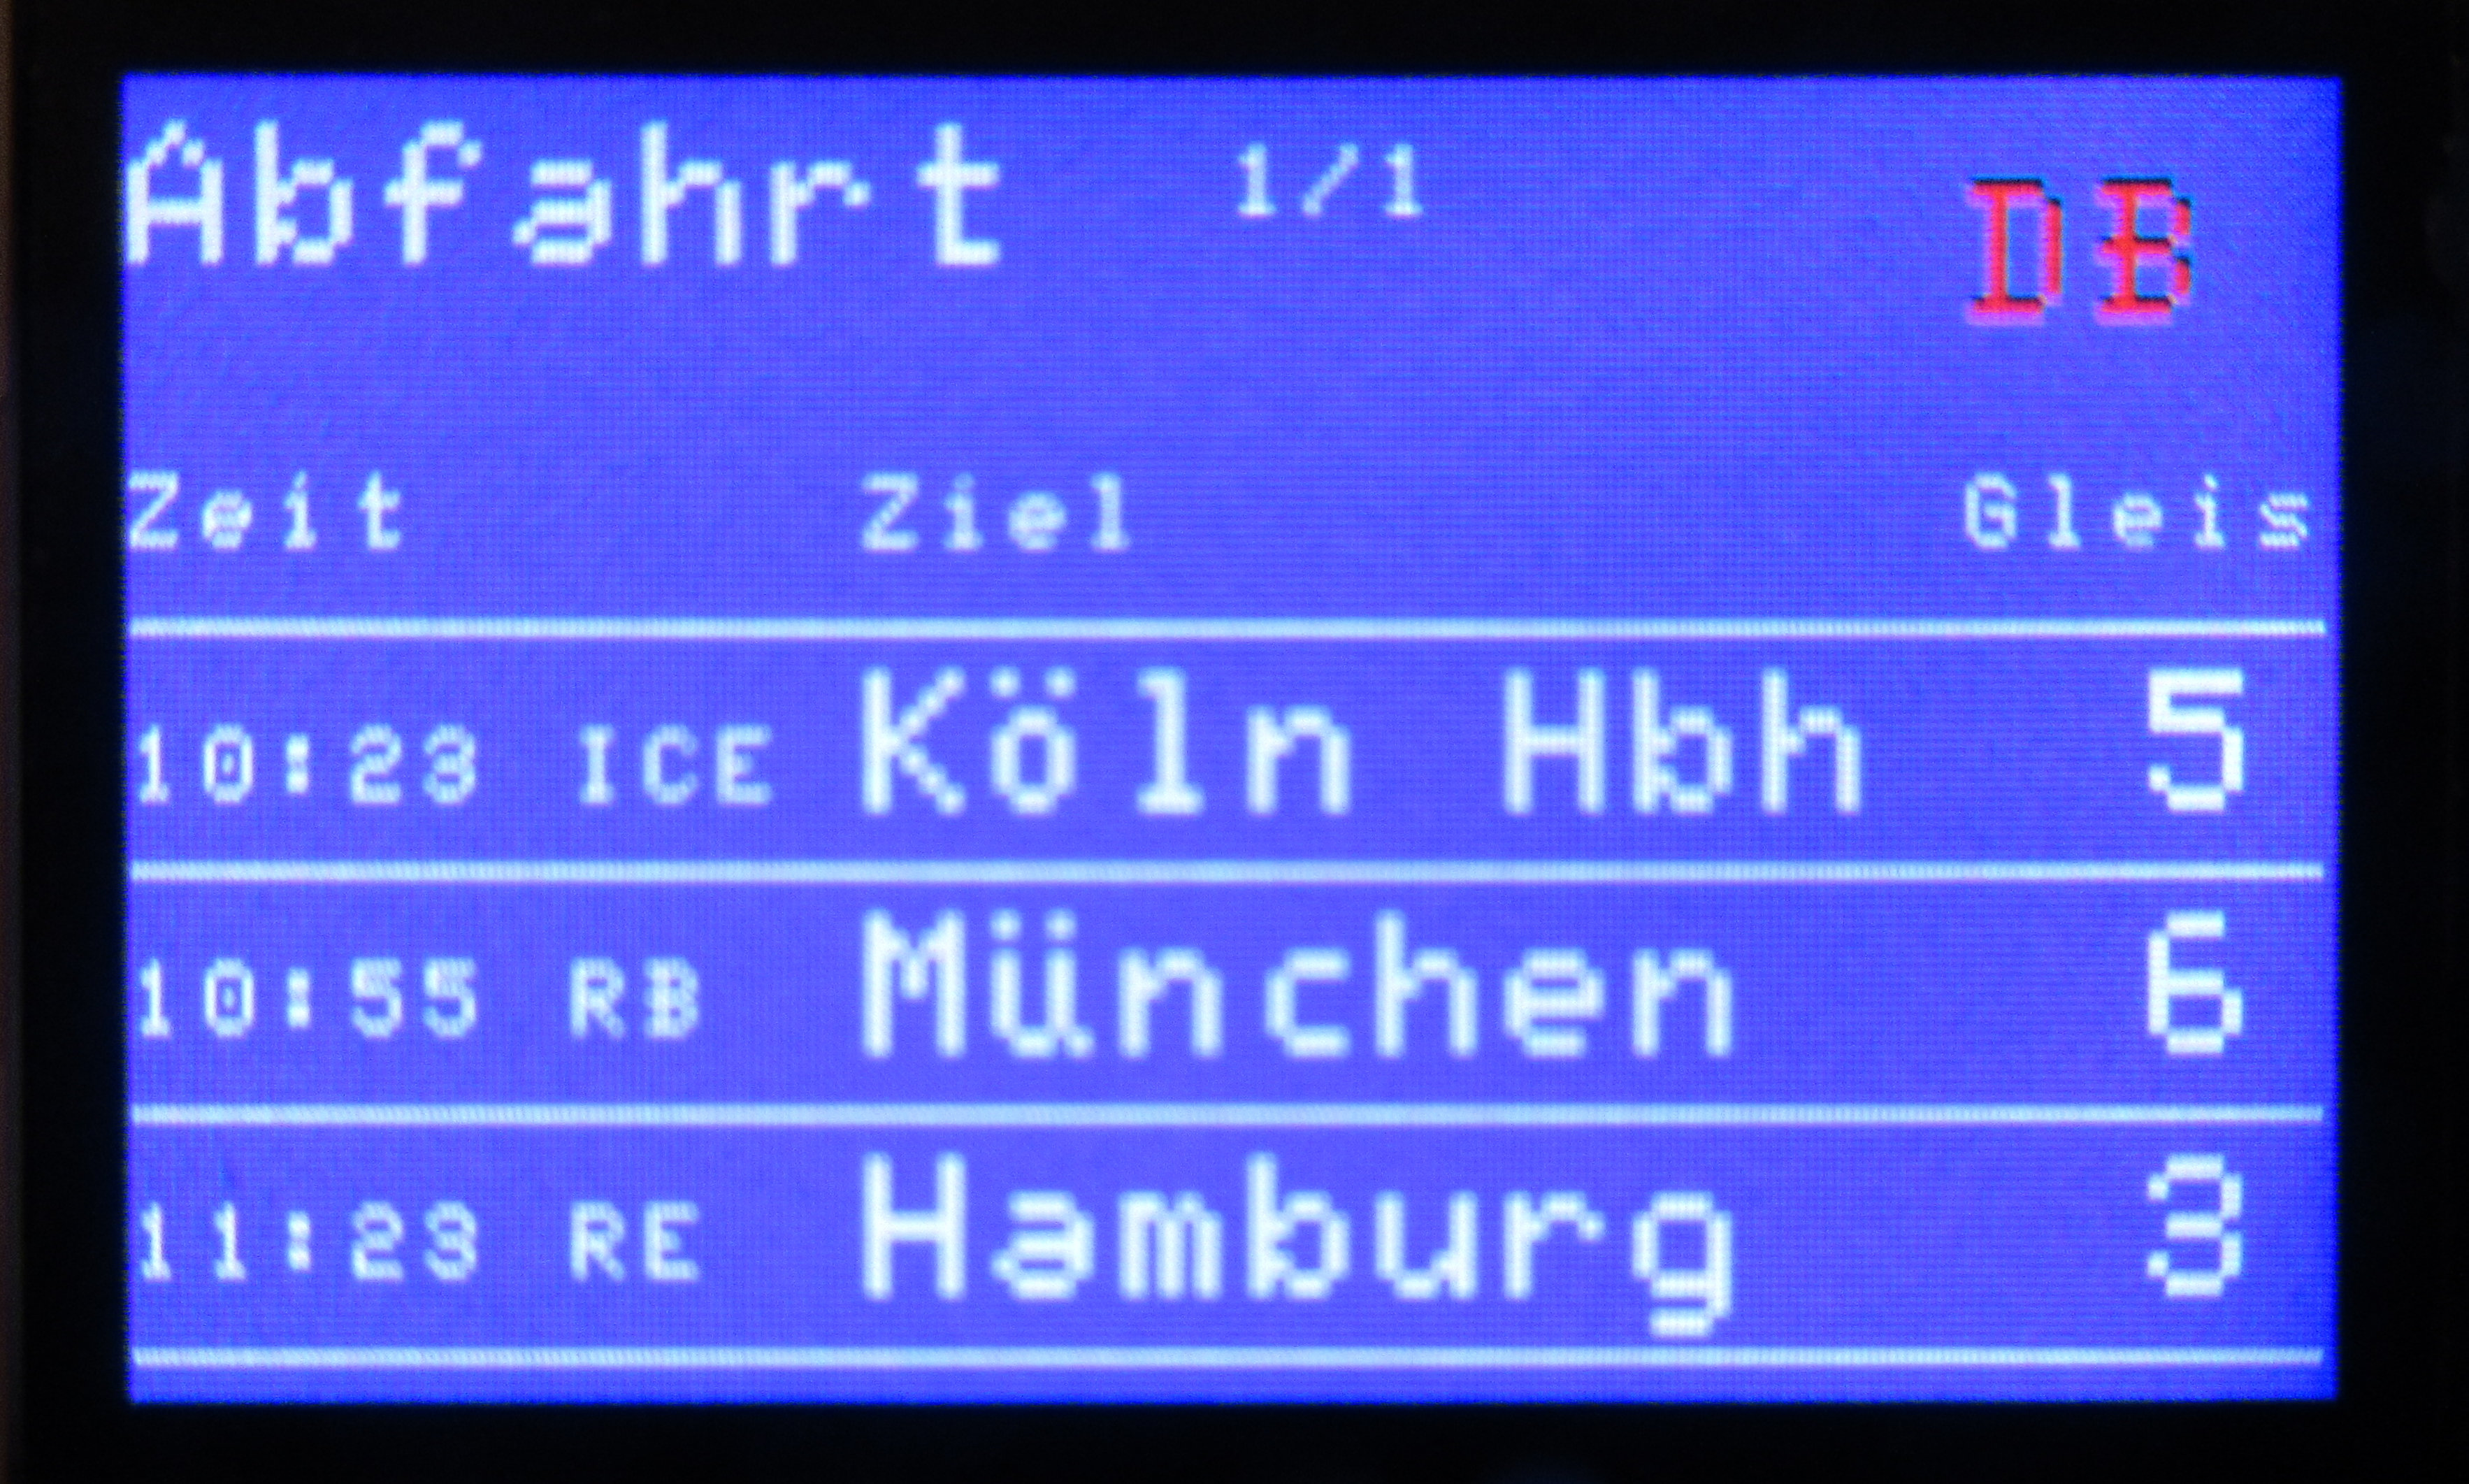 Abfahrt 1/1 DB
Zeit Ziel Gleis
10:23 ICE Köln Hbh 5
10:55 RB München 6
11:23 RE Hamburg 3